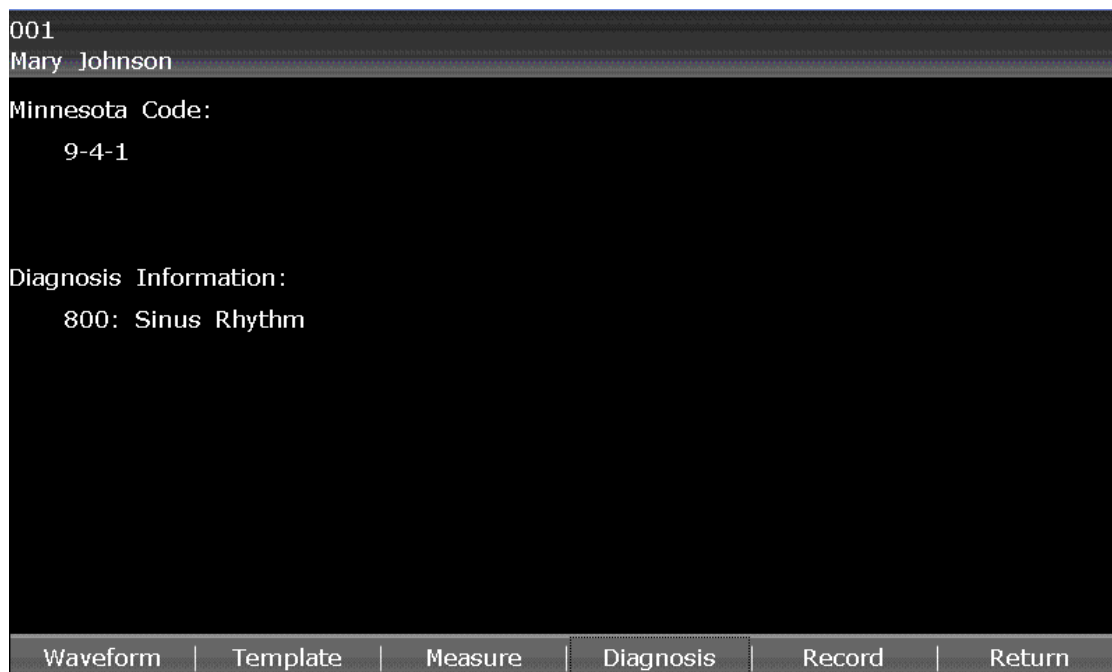 001
Mary Johnson
Minnesota Code:
9-4-1
Diagnosis Information:
800: Sinus Rhythm
Waveform | Template | Measure | Diagnosis | Record | Return